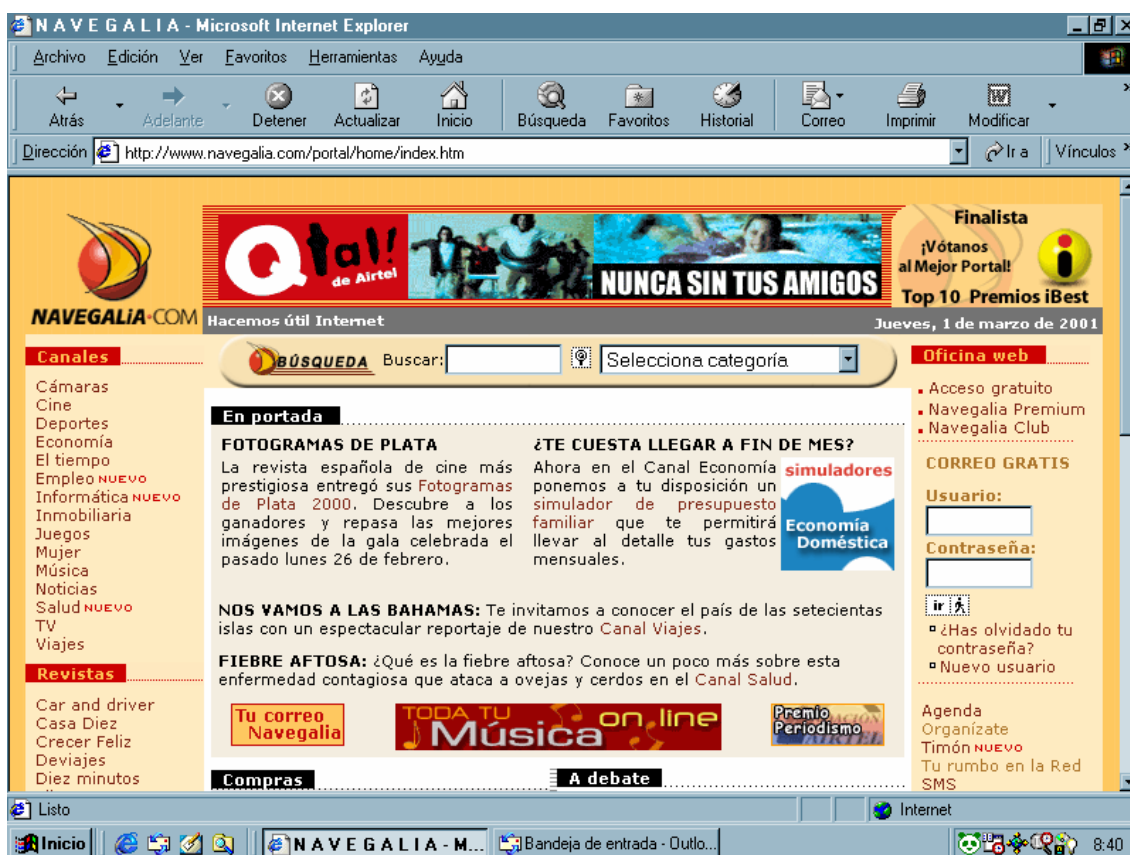 N A V E G A L I A - Microsoft Internet Explorer
Archivo Edición Ver Favoritos Herramientas Ayuda
Atrás Adelante Detener Actualizar Inicio Búsqueda Favoritos Historial Correo Imprimir Modificar
Dirección http://www.navegalia.com/portal/home/index.htm Ir a Vínculos
NAVEGALIA·COM
Qtal!
de Airtel
NUNCA SIN TUS AMIGOS
Finalista
¡Vótanos
al Mejor Portal!
Top 10 Premios iBest
Hacemos útil Internet
Jueves, 1 de marzo de 2001
Canales
Cámaras
Cine
Deportes
Economía
El tiempo
Empleo NUEVO
Informática NUEVO
Inmobiliaria
Juegos
Mujer
Música
Noticias
Salud NUEVO
TV
Viajes
Revistas
Car and driver
Casa Diez
Crecer Feliz
Deviajes
Diez minutos
BÚSQUEDA Buscar: Selecciona categoría
En portada
FOTOGRAMAS DE PLATA
La revista española de cine más
prestigiosa entregó sus Fotogramas
de Plata 2000. Descubre a los
ganadores y repasa las mejores
imágenes de la gala celebrada el
pasado lunes 26 de febrero.
¿TE CUESTA LLEGAR A FIN DE MES?
Ahora en el Canal Economía
ponemos a tu disposición un
simulador de presupuesto
familiar que te permitirá
llevar al detalle tus gastos
mensuales.
simuladores
Economía
Doméstica
NOS VAMOS A LAS BAHAMAS: Te invitamos a conocer el país de las setecientas
islas con un espectacular reportaje de nuestro Canal Viajes.
FIEBRE AFTOSA: ¿Qué es la fiebre aftosa? Conoce un poco más sobre esta
enfermedad contagiosa que ataca a ovejas y cerdos en el Canal Salud.
Tu correo
Navegalia
TODA TU
Música on line
Premio
Periodismo
AIRTEL
Compras
A debate
Oficina web
Acceso gratuito
Navegalia Premium
Navegalia Club
CORREO GRATIS
Usuario:
Contraseña:
ir
¿Has olvidado tu
contraseña?
Nuevo usuario
Agenda
Organízate
Timón NUEVO
Tu rumbo en la Red
SMS
Listo
Internet
Inicio
N A V E G A L I A - M...
Bandeja de entrada - Outlo...
8:40